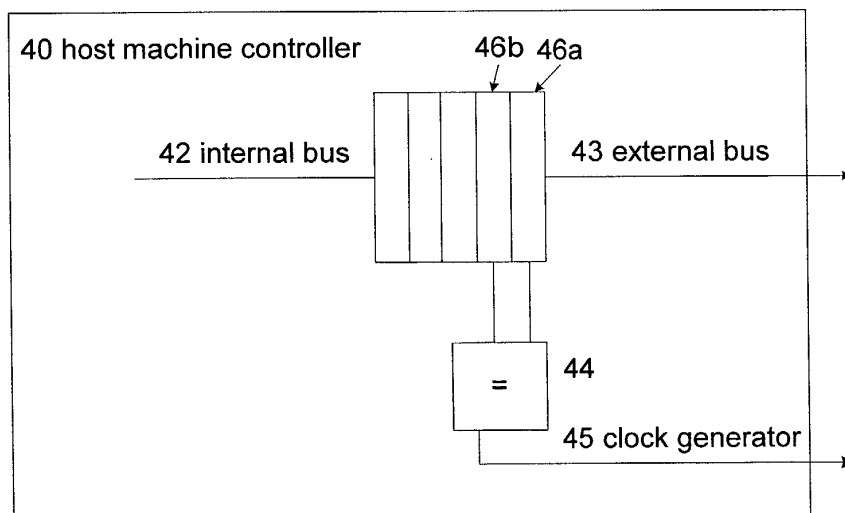 40 host machine controller
46b 46a
42 internal bus
43 external bus
=
44
45 clock generator